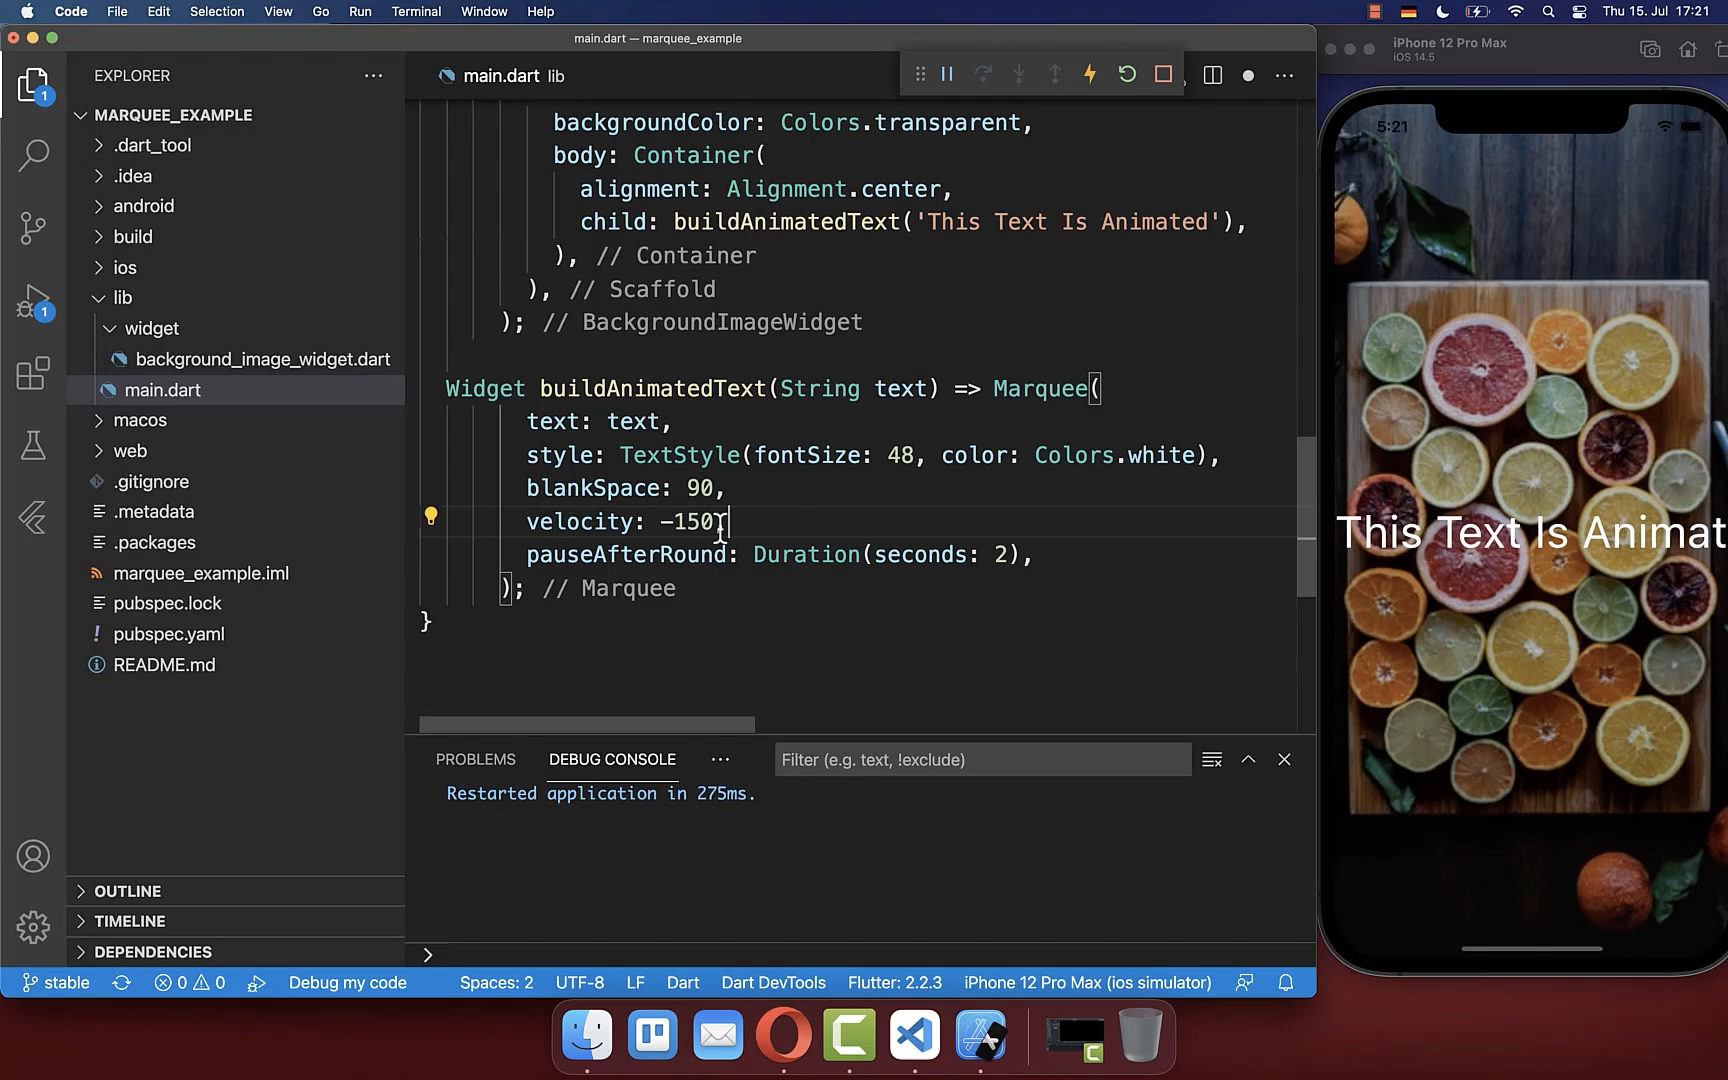 Code File Edit Selection View Go Run Terminal Window Help
Thu 15. Jul 17:21
main.dart — marquee_example
iPhone 12 Pro Max
iOS 14.5
EXPLORER
main.dart lib
MARQUEE_EXAMPLE
.dart_tool
.idea
android
build
ios
lib
widget
background_image_widget.dart
main.dart
macos
web
.gitignore
.metadata
.packages
marquee_example.iml
pubspec.lock
pubspec.yaml
README.md
OUTLINE
TIMELINE
DEPENDENCIES
1
1
backgroundColor: Colors.transparent,
body: Container(
alignment: Alignment.center,
child: buildAnimatedText('This Text Is Animated'),
), // Container
), // Scaffold
); // BackgroundImageWidget
Widget buildAnimatedText(String text) => Marquee(
text: text,
style: TextStyle(fontSize: 48, color: Colors.white),
blankSpace: 90,
velocity: -150,
pauseAfterRound: Duration(seconds: 2),
); // Marquee
}
PROBLEMS DEBUG CONSOLE
Filter (e.g. text, !exclude)
Restarted application in 275ms.
5:21
This Text Is Animat
stable 0 0 Debug my code Spaces: 2 UTF-8 LF Dart Dart DevTools Flutter: 2.2.3 iPhone 12 Pro Max (ios simulator)